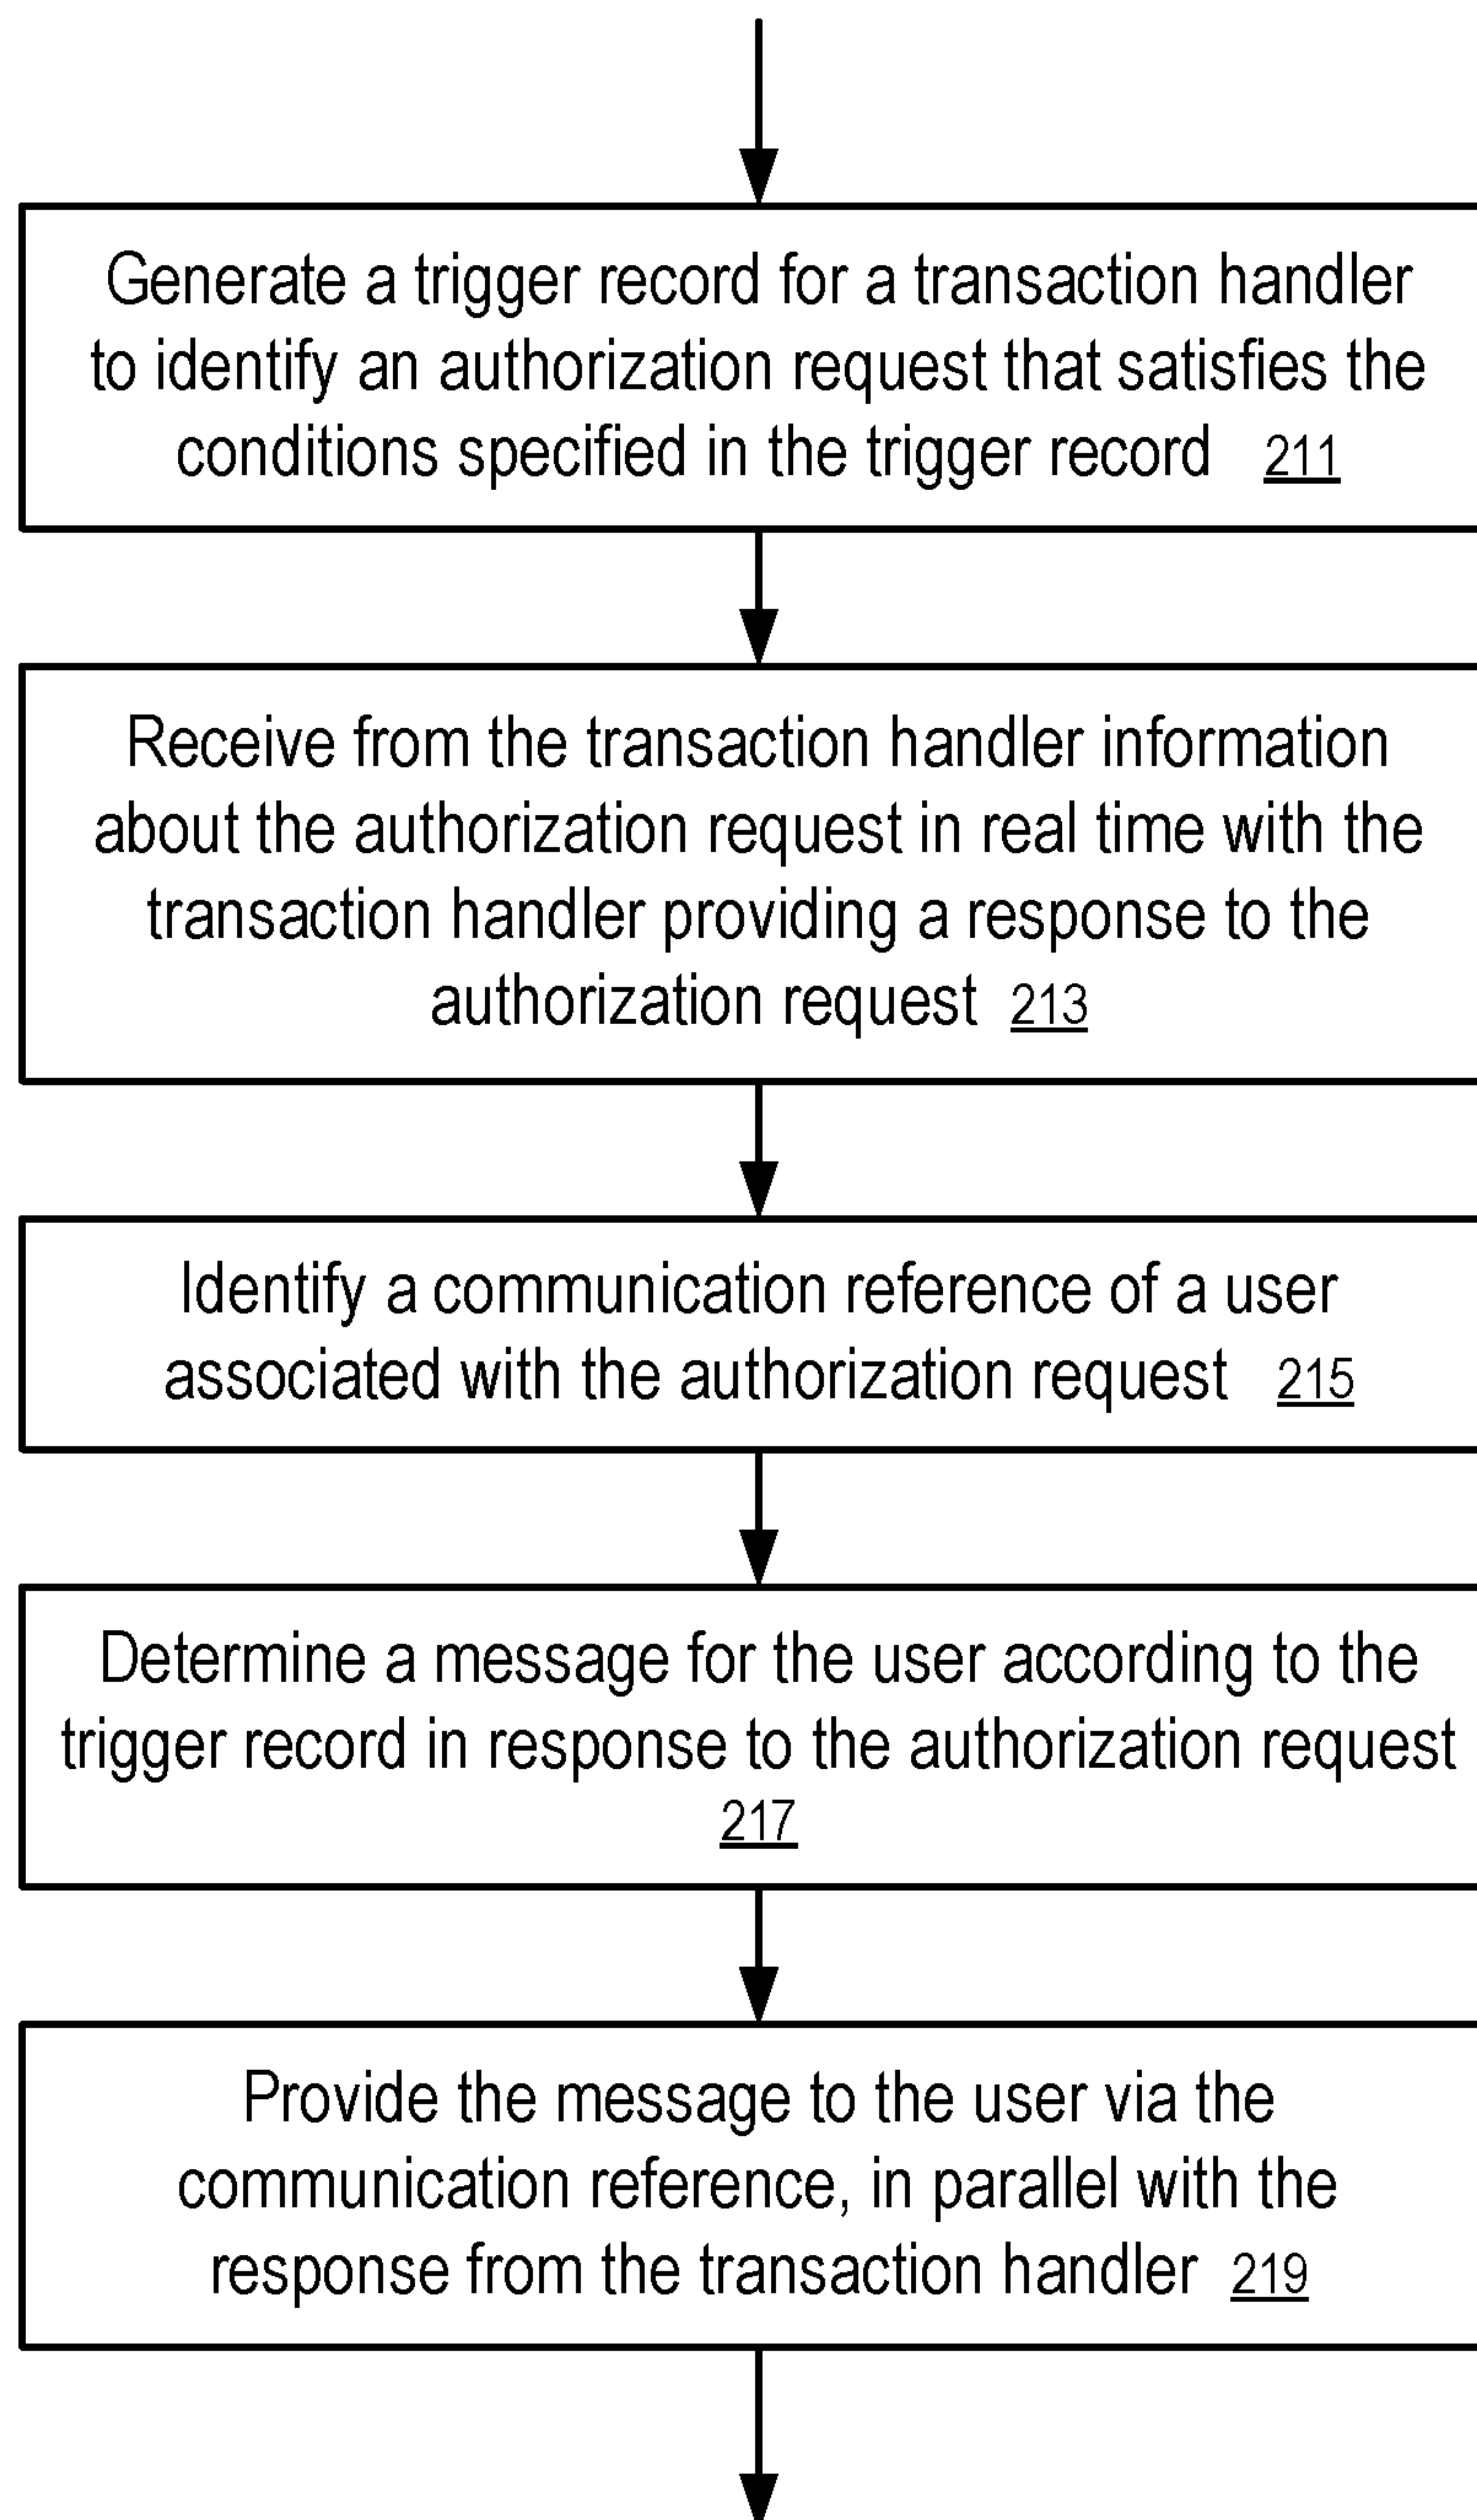 Generate a trigger record for a transaction handler
to identify an authorization request that satisfies the
conditions specified in the trigger record 211
Receive from the transaction handler information
about the authorization request in real time with the
transaction handler providing a response to the
authorization request 213
Identify a communication reference of a user
associated with the authorization request 215
Determine a message for the user according to the
trigger record in response to the authorization request
217
Provide the message to the user via the
communication reference, in parallel with the
response from the transaction handler 219